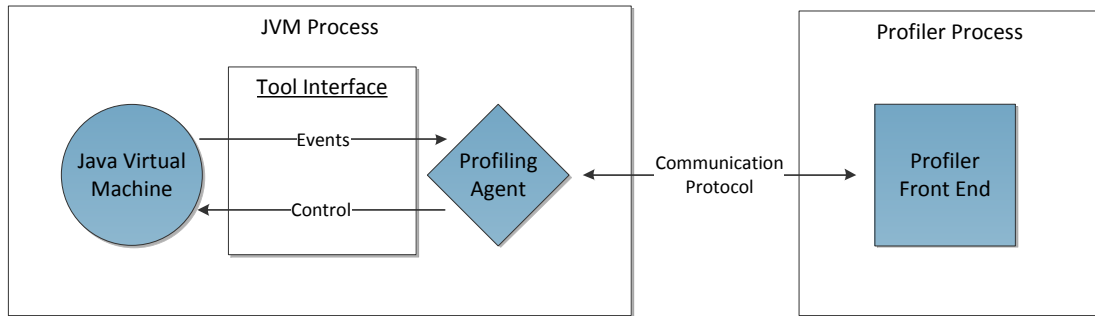 JVM Process
Tool Interface
Java Virtual
Machine
Events
Control
Profiling
Agent
Communication
Protocol
Profiler Process
Profiler
Front End